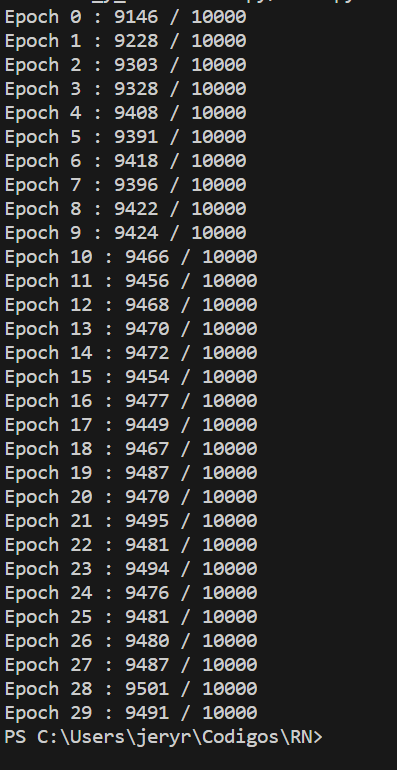 Epoch 0 : 9146 / 10000
Epoch 1 : 9228 / 10000
Epoch 2 : 9303 / 10000
Epoch 3 : 9328 / 10000
Epoch 4 : 9408 / 10000
Epoch 5 : 9391 / 10000
Epoch 6 : 9418 / 10000
Epoch 7 : 9396 / 10000
Epoch 8 : 9422 / 10000
Epoch 9 : 9424 / 10000
Epoch 10 : 9466 / 10000
Epoch 11 : 9456 / 10000
Epoch 12 : 9468 / 10000
Epoch 13 : 9470 / 10000
Epoch 14 : 9472 / 10000
Epoch 15 : 9454 / 10000
Epoch 16 : 9477 / 10000
Epoch 17 : 9449 / 10000
Epoch 18 : 9467 / 10000
Epoch 19 : 9487 / 10000
Epoch 20 : 9470 / 10000
Epoch 21 : 9495 / 10000
Epoch 22 : 9481 / 10000
Epoch 23 : 9494 / 10000
Epoch 24 : 9476 / 10000
Epoch 25 : 9481 / 10000
Epoch 26 : 9480 / 10000
Epoch 27 : 9487 / 10000
Epoch 28 : 9501 / 10000
Epoch 29 : 9491 / 10000
PS C:\Users\jeryr\Codigos\RN>